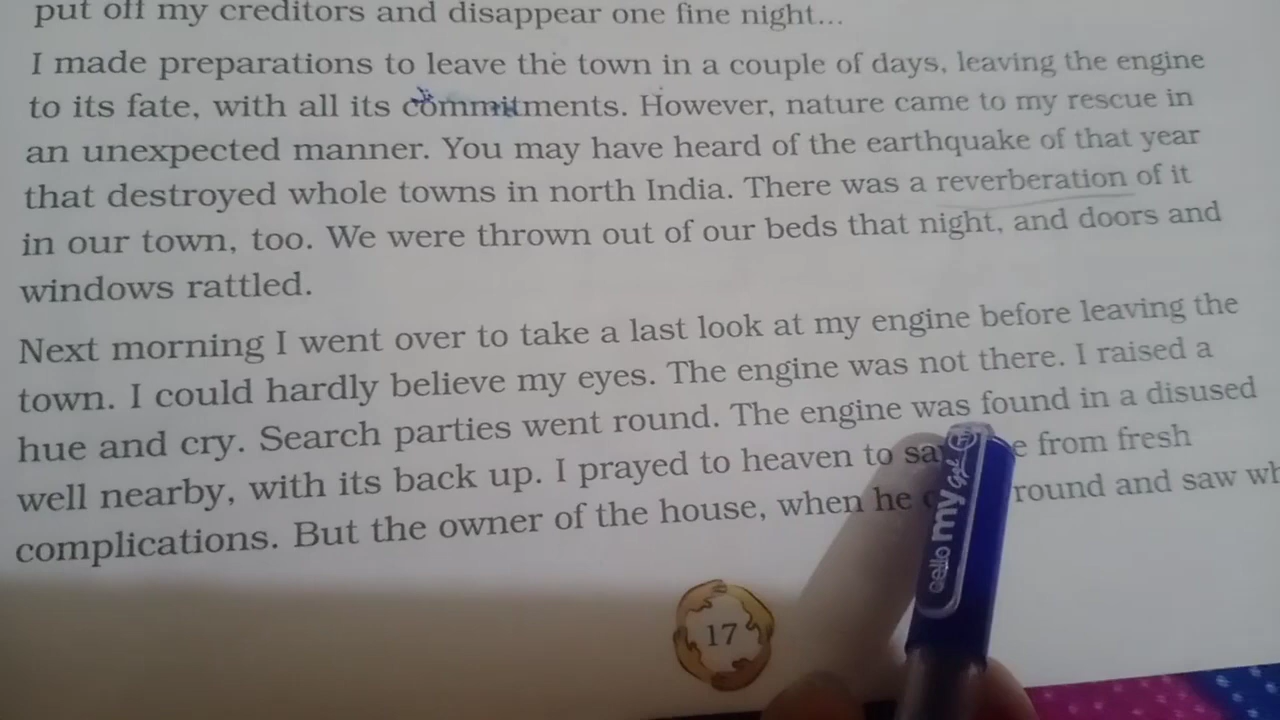 put off my creditors and disappear one fine night...
I made preparations to leave the town in a couple of days, leaving the engine
to its fate, with all its commitments. However, nature came to my rescue in
an unexpected manner. You may have heard of the earthquake of that year
that destroyed whole towns in north India. There was a reverberation of it
in our town, too. We were thrown out of our beds that night, and doors and
windows rattled.
Next morning I went over to take a last look at my engine before leaving the
town. I could hardly believe my eyes. The engine was not there. I raised a
hue and cry. Search parties went round. The engine was found in a disused
well nearby, with its back up. I prayed to heaven to from fresh
complications. But the owner of the house, when he round and saw
17
cello my gel